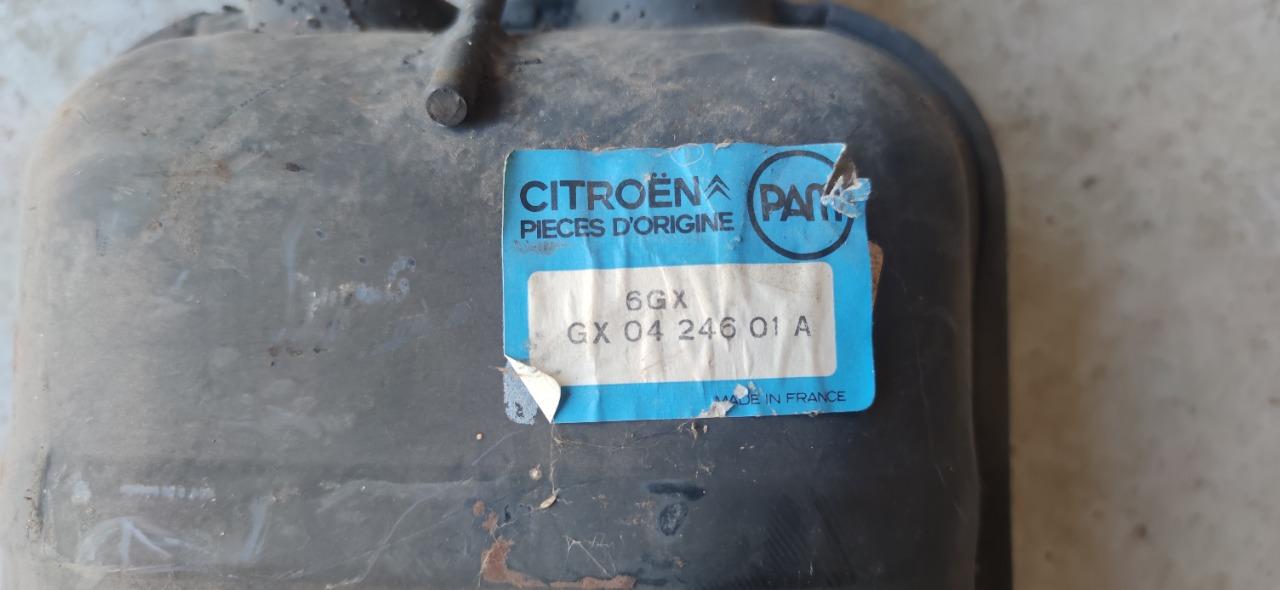 CITROËN
PIECES D'ORIGINE
PAM
6GX
GX 04 246 01 A
MADE IN FRANCE